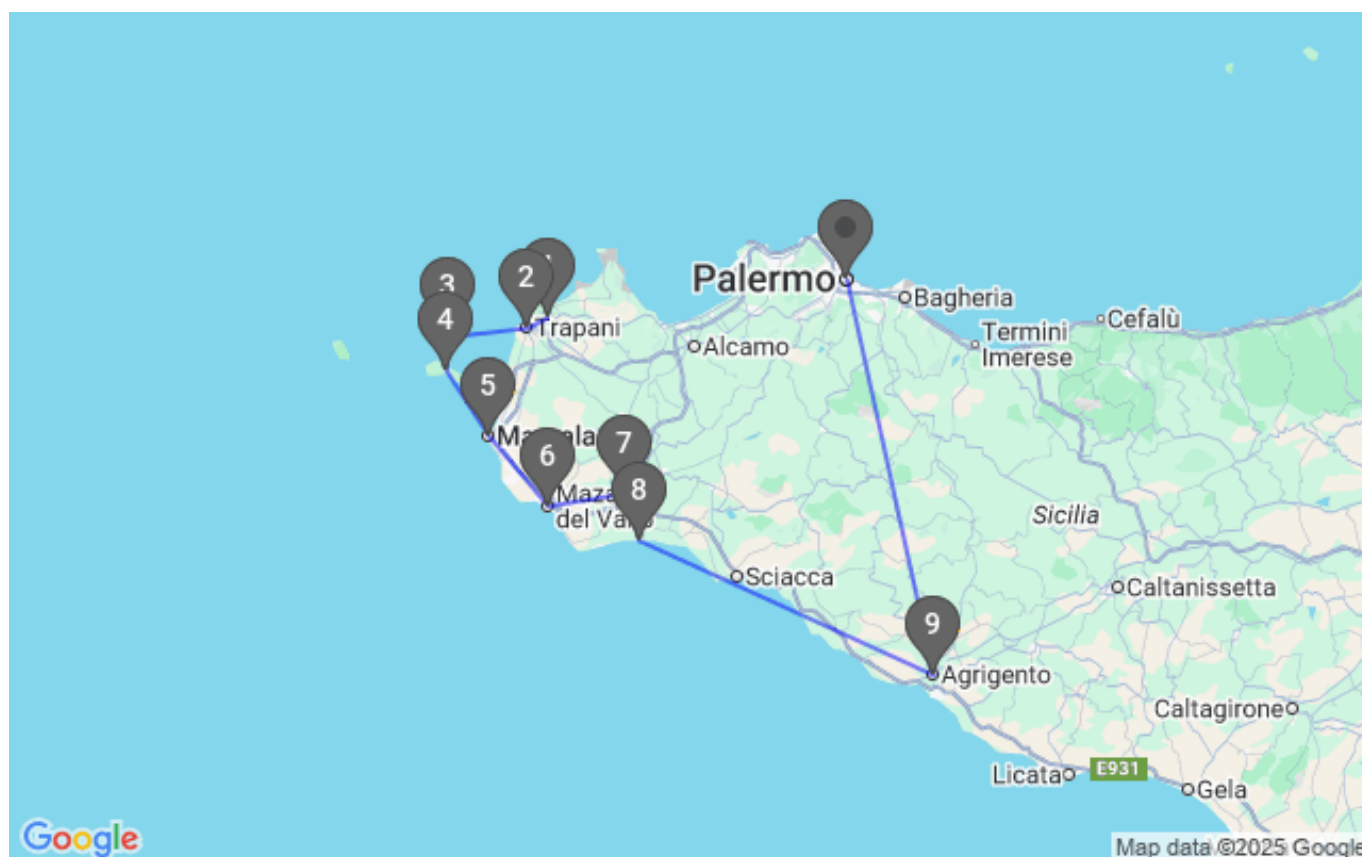 Palermo
Bagheria
Cefalù
Termini
Imerese
3
2
4
Trapani
Alcamo
5
6
7
8
del Vallo
Sicilia
Sciacca
Caltanissetta
9
Agrigento
Caltagirone
Licata
E931
Gela
Google
Map data ©2025 Google